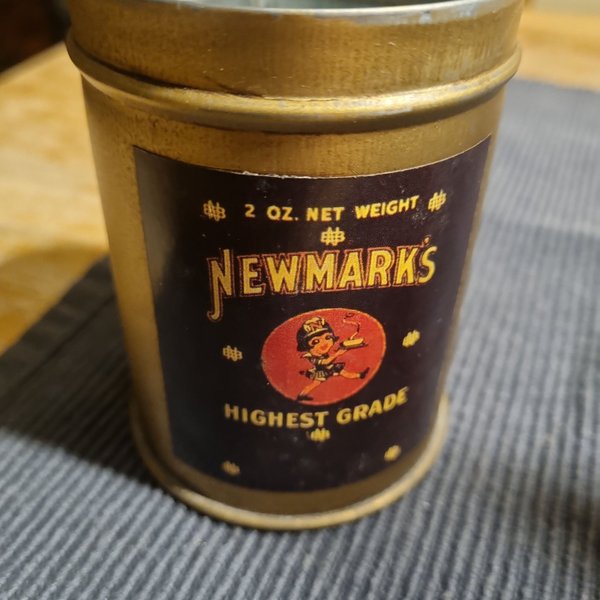 2 OZ. NET WEIGHT
NEWMARK'S
N
HIGHEST GRADE